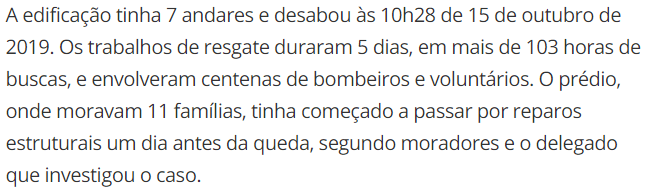 A edificação tinha 7 andares e desabou às 10h28 de 15 de outubro de
2019. Os trabalhos de resgate duraram 5 dias, em mais de 103 horas de
buscas, e envolveram centenas de bombeiros e voluntários. O prédio,
onde moravam 11 famílias, tinha começado a passar por reparos
estruturais um dia antes da queda, segundo moradores e o delegado
que investigou o caso.